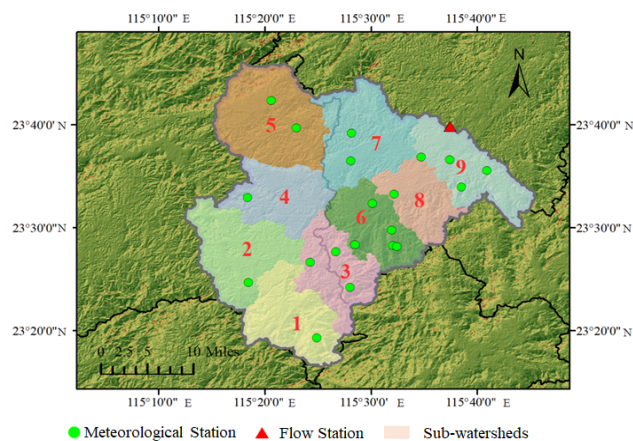 115°10'0" E 115°20'0" E 115°30'0" E 115°40'0" E
N
23°40'0" N 23°40'0" N
5
7
9
4
8
6
23°30'0" N 23°30'0" N
2
3
1
23°20'0" N 23°20'0" N
0 2.5 5 10 Miles
115°10'0" E 115°20'0" E 115°30'0" E 115°40'0" E
Meteorological Station Flow Station Sub-watersheds